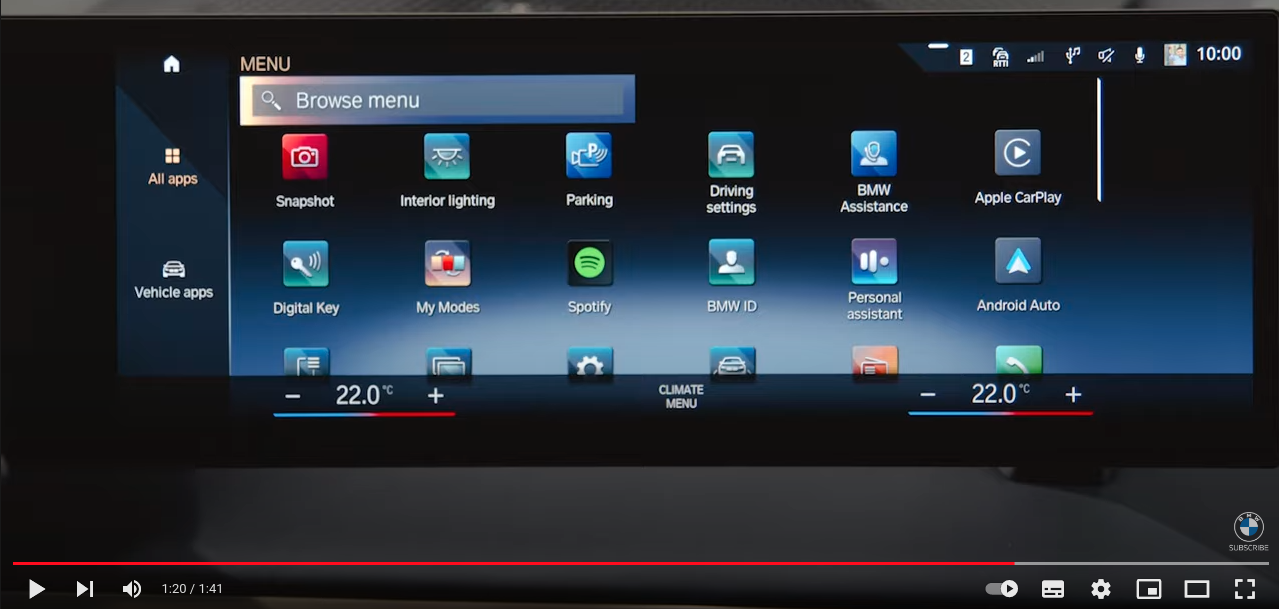 MENU
2
RTTI
10:00
Browse menu
All apps
Vehicle apps
Snapshot
Interior lighting
P
Parking
Driving
settings
BMW
Assistance
Apple CarPlay
Digital Key
My Modes
Spotify
BMW ID
Personal
assistant
Android Auto
− 22.0°C +
CLIMATE
MENU
− 22.0°C +
BMW
SUBSCRIBE
1:20 / 1:41